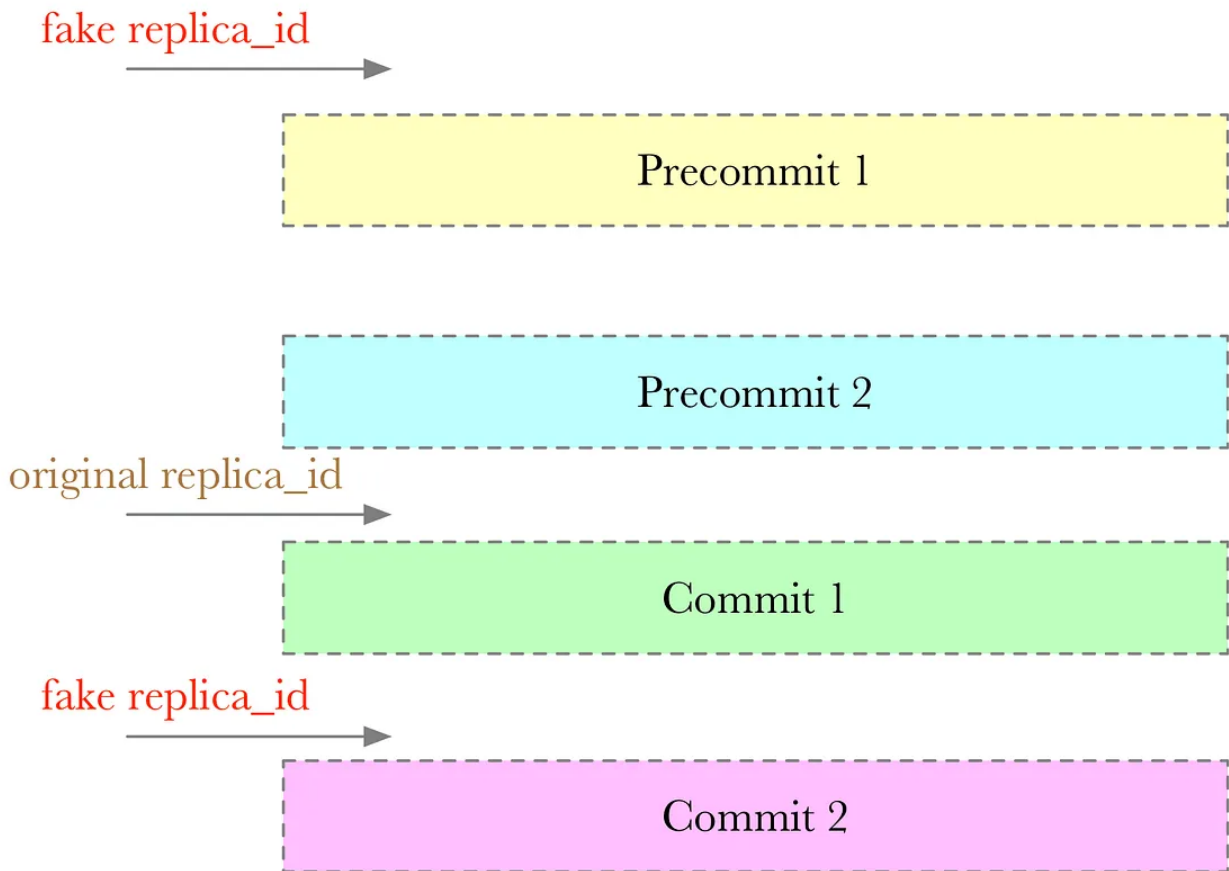 fake replica_id
Precommit 1
Precommit 2
original replica_id
Commit 1
fake replica_id
Commit 2